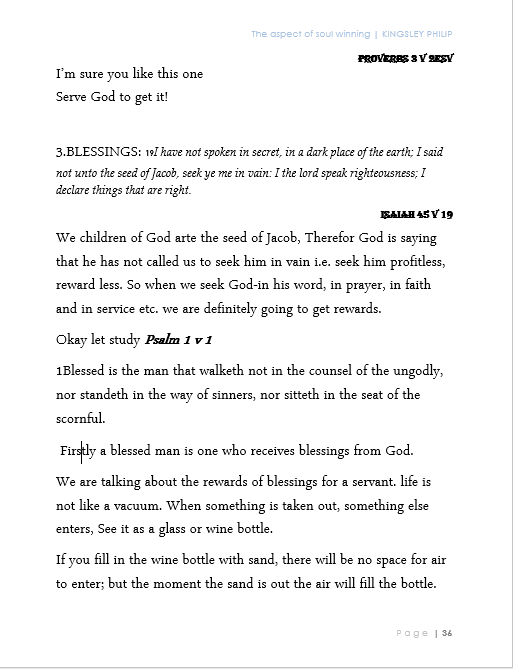 The aspect of soul winning | KINGSLEY PHILIP
PROVERBS 3 V 2ESV
I'm sure you like this one
Serve God to get it!
3.BLESSINGS: 19I have not spoken in secret, in a dark place of the earth; I said
not unto the seed of Jacob, seek ye me in vain: I the lord speak righteousness; I
declare things that are right.
ISAIAH 45 V 19
We children of God arte the seed of Jacob, Therefor God is saying
that he has not called us to seek him in vain i.e. seek him profitless,
reward less. So when we seek God-in his word, in prayer, in faith
and in service etc. we are definitely going to get rewards.
Okay let study Psalm 1 v 1
1Blessed is the man that walketh not in the counsel of the ungodly,
nor standeth in the way of sinners, nor sitteth in the seat of the
scornful.
Firstly a blessed man is one who receives blessings from God.
We are talking about the rewards of blessings for a servant. life is
not like a vacuum. When something is taken out, something else
enters, See it as a glass or wine bottle.
If you fill in the wine bottle with sand, there will be no space for air
to enter; but the moment the sand is out the air will fill the bottle.
Page | 36